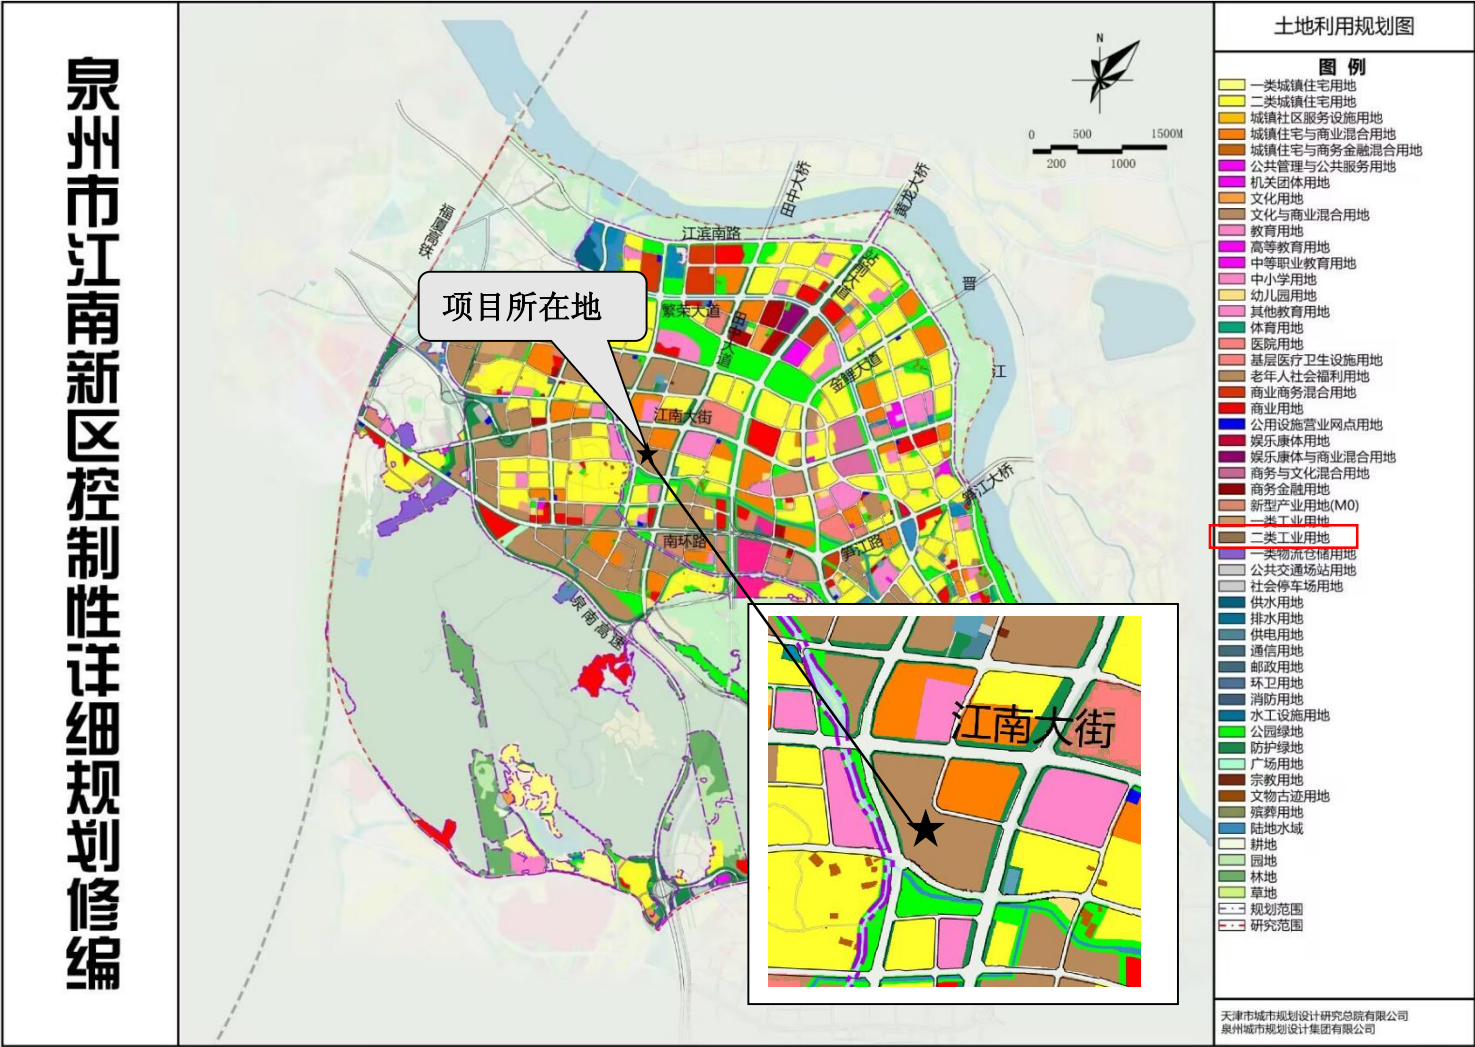 泉州市江南新区控制性详细规划修编
土地利用规划图
图 例
一类城镇住宅用地
二类城镇住宅用地
城镇社区服务设施用地
城镇住宅与商业混合用地
城镇住宅与商务金融混合用地
公共管理与公共服务用地
机关团体用地
文化用地
文化与商业混合用地
教育用地
高等教育用地
中等职业教育用地
中小学用地
幼儿园用地
其他教育用地
体育用地
医院用地
基层医疗卫生设施用地
老年人社会福利用地
商业商务混合用地
商业用地
公用设施营业网点用地
娱乐康体用地
娱乐康体与商业混合用地
商务与文化混合用地
商务金融用地
新型产业用地(M0)
一类工业用地
二类工业用地
一类物流仓储用地
公共交通场站用地
社会停车场用地
供水用地
排水用地
供电用地
通信用地
邮政用地
环卫用地
消防用地
水工设施用地
公园绿地
防护绿地
广场用地
宗教用地
文物古迹用地
殡葬用地
陆地水域
耕地
园地
林地
草地
规划范围
研究范围
天津市城市规划设计研究总院有限公司
泉州城市规划设计集团有限公司
N
0 500 1500M
200 1000
田中大桥
黄龙大桥
福厦高铁
江滨南路
站前大道
晋
江
项目所在地
繁荣大道
田中大道
金鲤大道
江南大街
笋江大桥
南环路
笋江路
泉南高速
江南大街